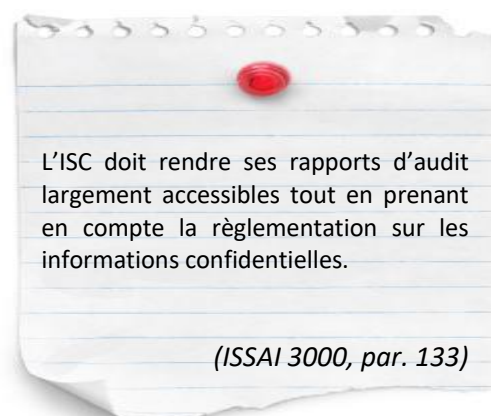 L’ISC doit rendre ses rapports d’audit
largement accessibles tout en prenant
en compte la règlementation sur les
informations confidentielles.
(ISSAI 3000, par. 133)